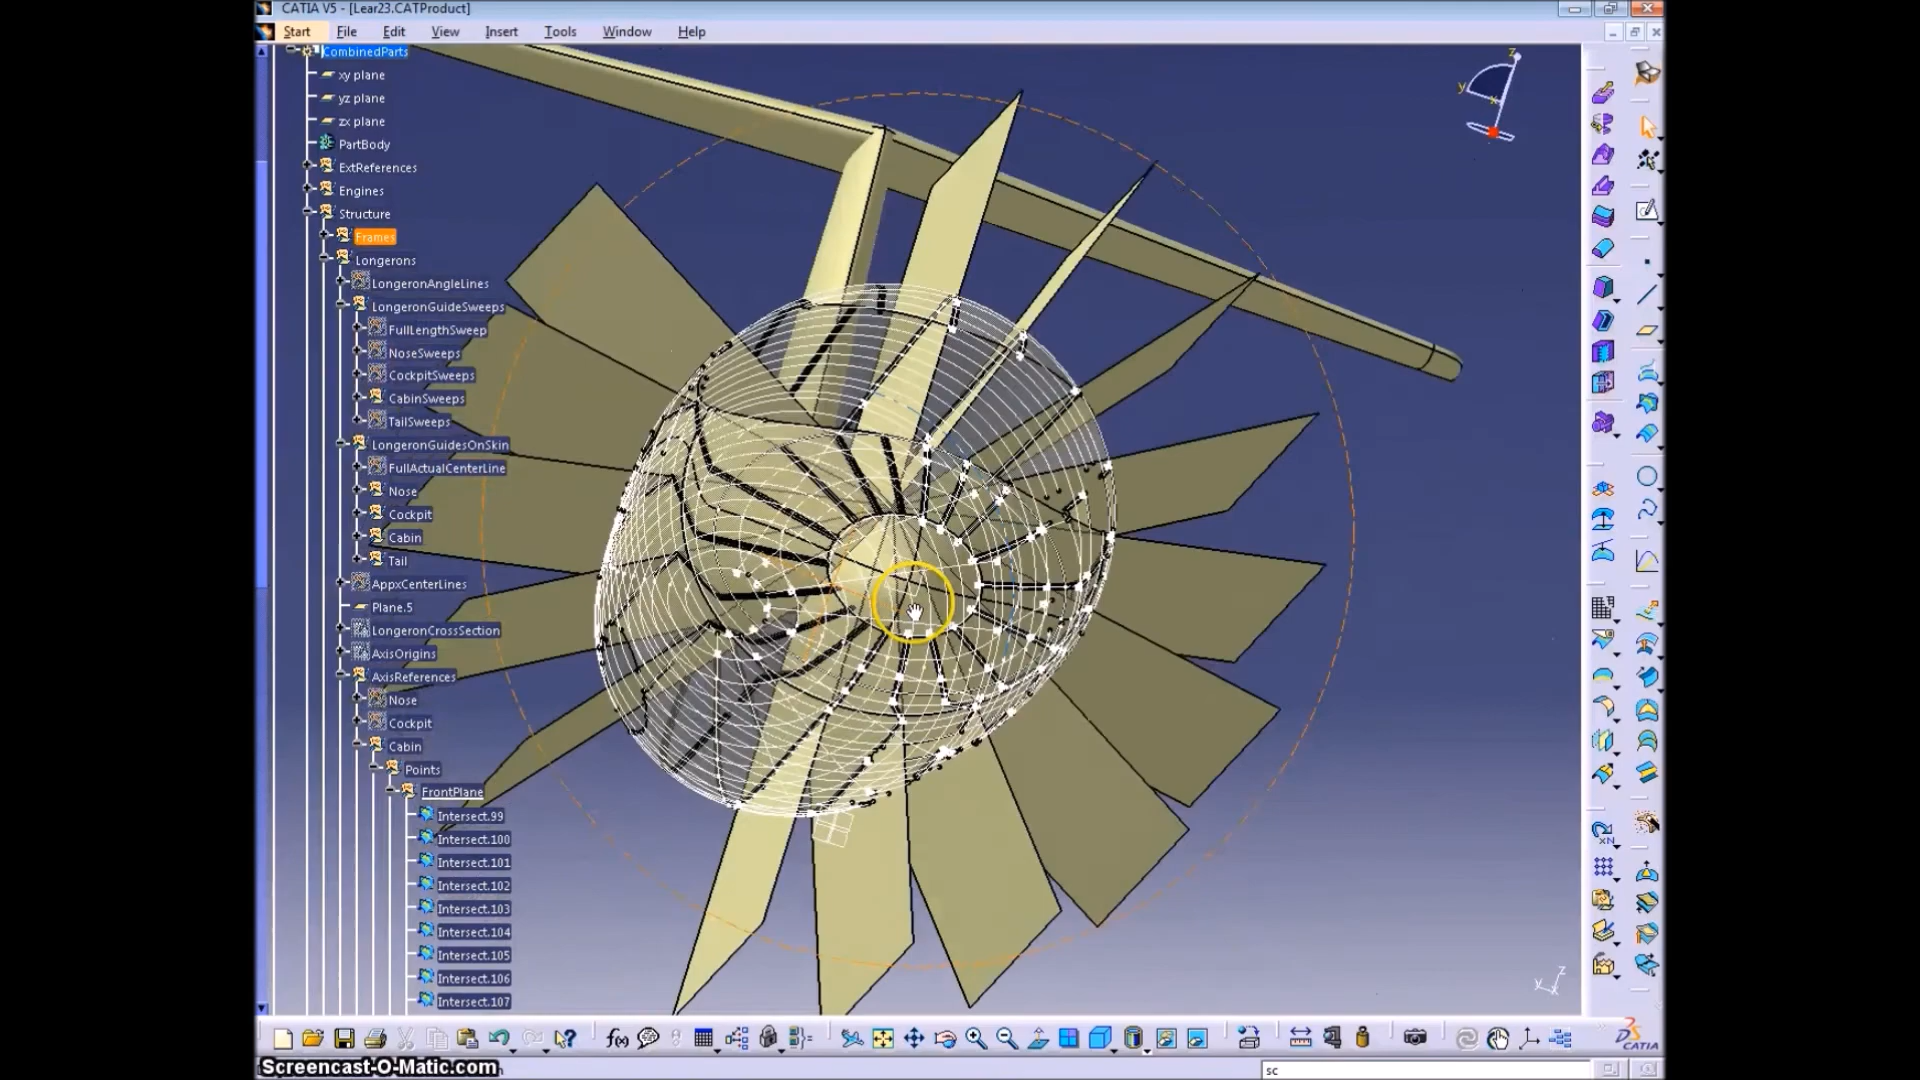 CATIA V5 - [Lear23.CATProduct]
Start File Edit View Insert Tools Window Help
CombinedParts
xy plane
yz plane
zx plane
PartBody
ExtReferences
Engines
Structure
Frames
Longerons
LongeronAngleLines
LongeronGuideSweeps
FullLengthSweep
NoseSweeps
CockpitSweeps
CabinSweeps
TailSweeps
LongeronGuidesOnSkin
FullActualCenterLine
Nose
Cockpit
Cabin
Tail
AppxCenterLines
Plane.5
LongeronCrossSection
AxisOrigins
AxisReferences
Nose
Cockpit
Cabin
Points
FrontPlane
Intersect.99
Intersect.100
Intersect.101
Intersect.102
Intersect.103
Intersect.104
Intersect.105
Intersect.106
Intersect.107
z
y
x
z
y
x
f(x)
CATIA
Screencast-O-Matic.com
sc